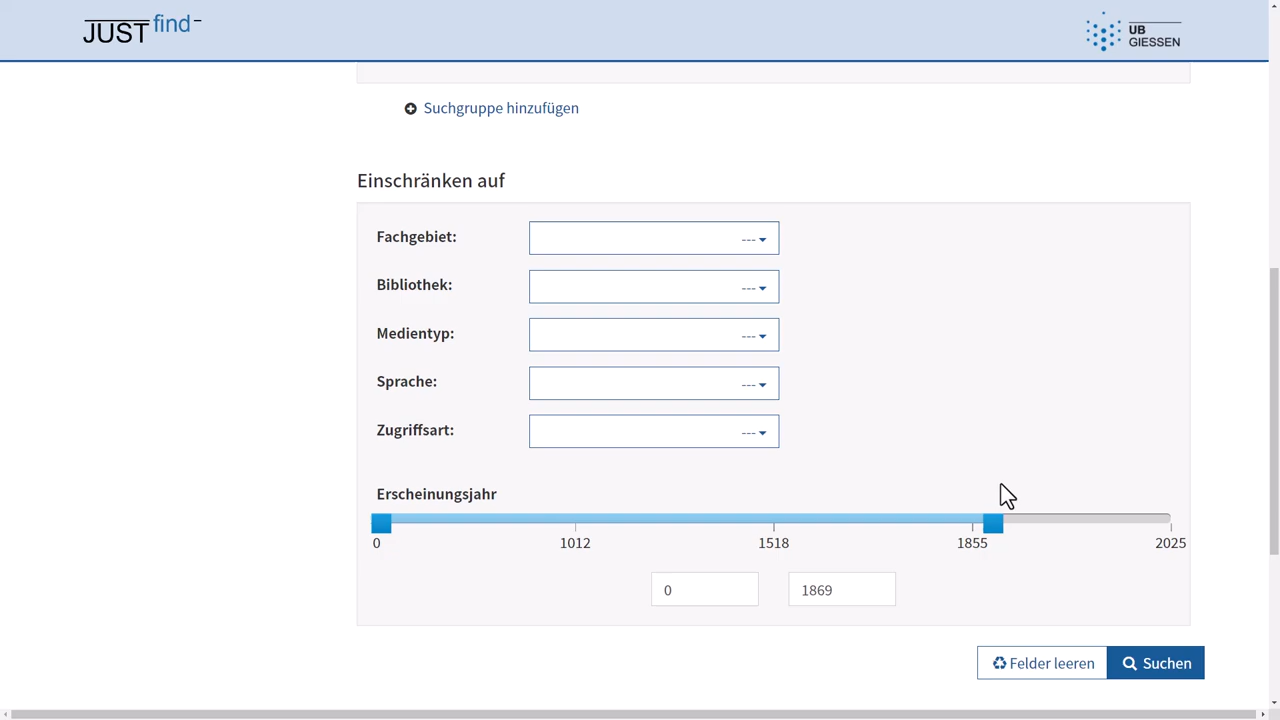 JUST find
UB
GIESSEN
Suchgruppe hinzufügen
Einschränken auf
Fachgebiet: ---
Bibliothek: ---
Medientyp: ---
Sprache: ---
Zugriffsart: ---
Erscheinungsjahr
0 1012 1518 1855 2025
0 1869
Felder leeren Suchen